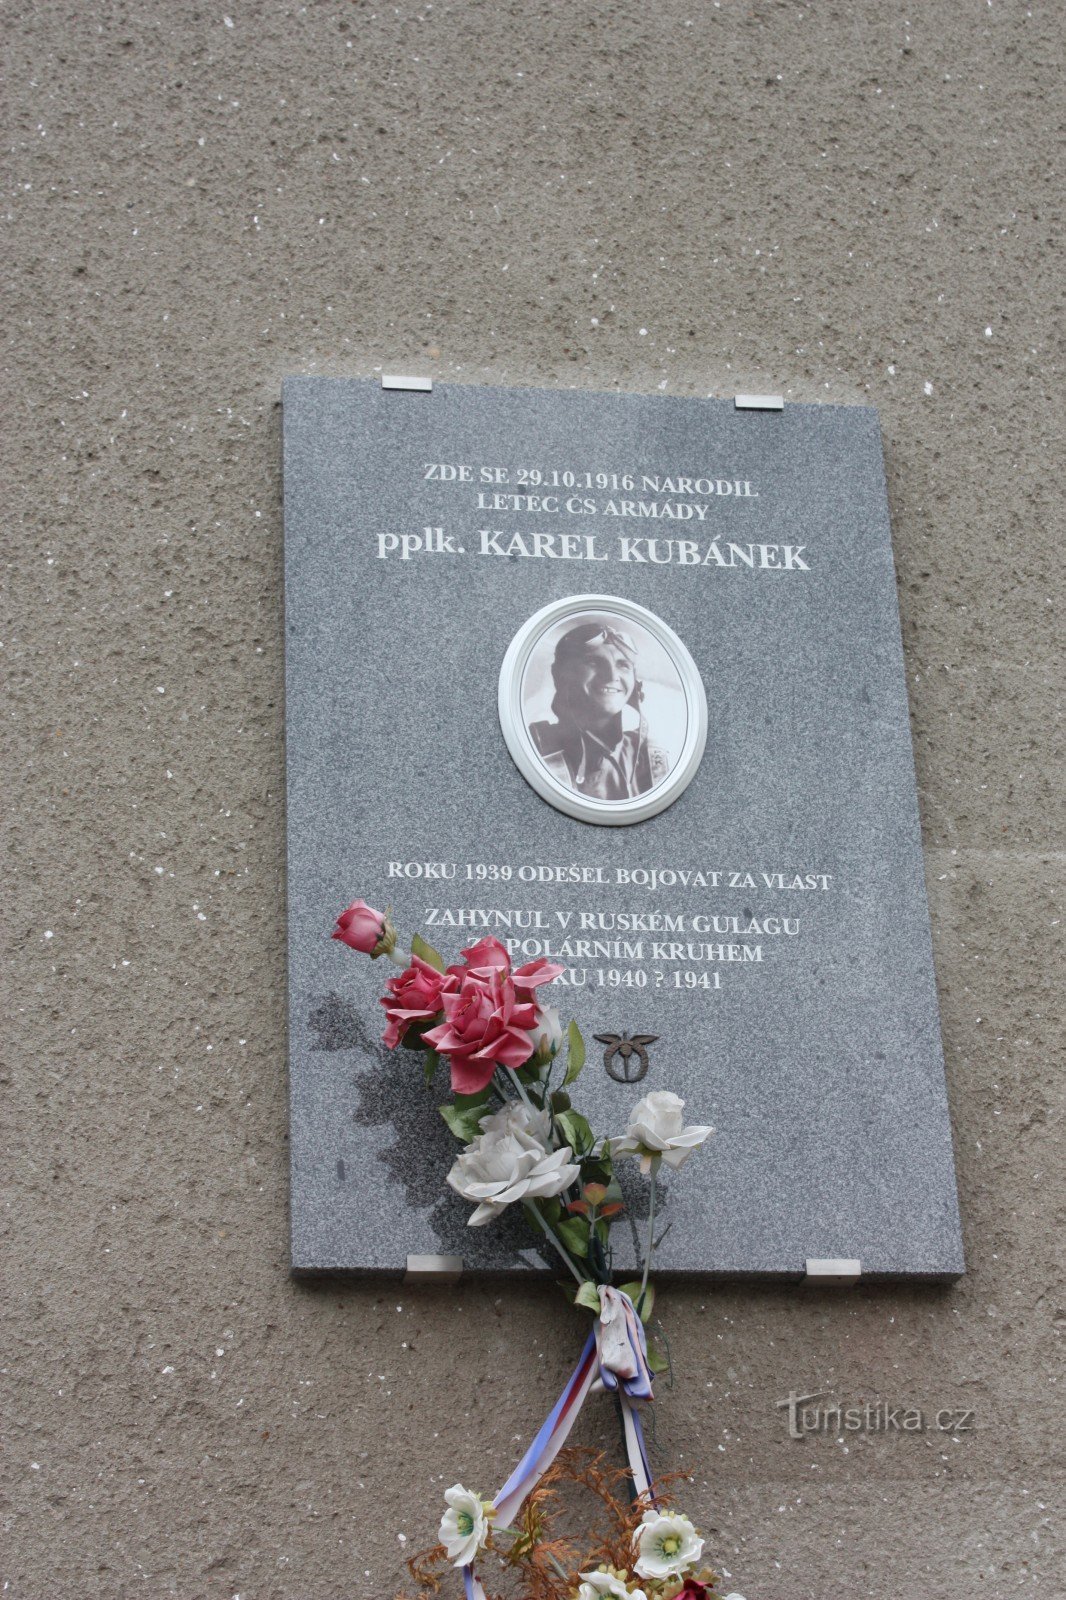 ZDE SE 29.10.1916 NARODIL
LETEC ČS ARMÁDY
pplk. KAREL KUBÁNEK
ROKU 1939 ODEŠEL BOJOVAT ZA VLAST
ZAHYNUL V RUSKÉM GULAGU
POLÁRNÍM KRUHEM
1940 ? 1941
Turistika.cz